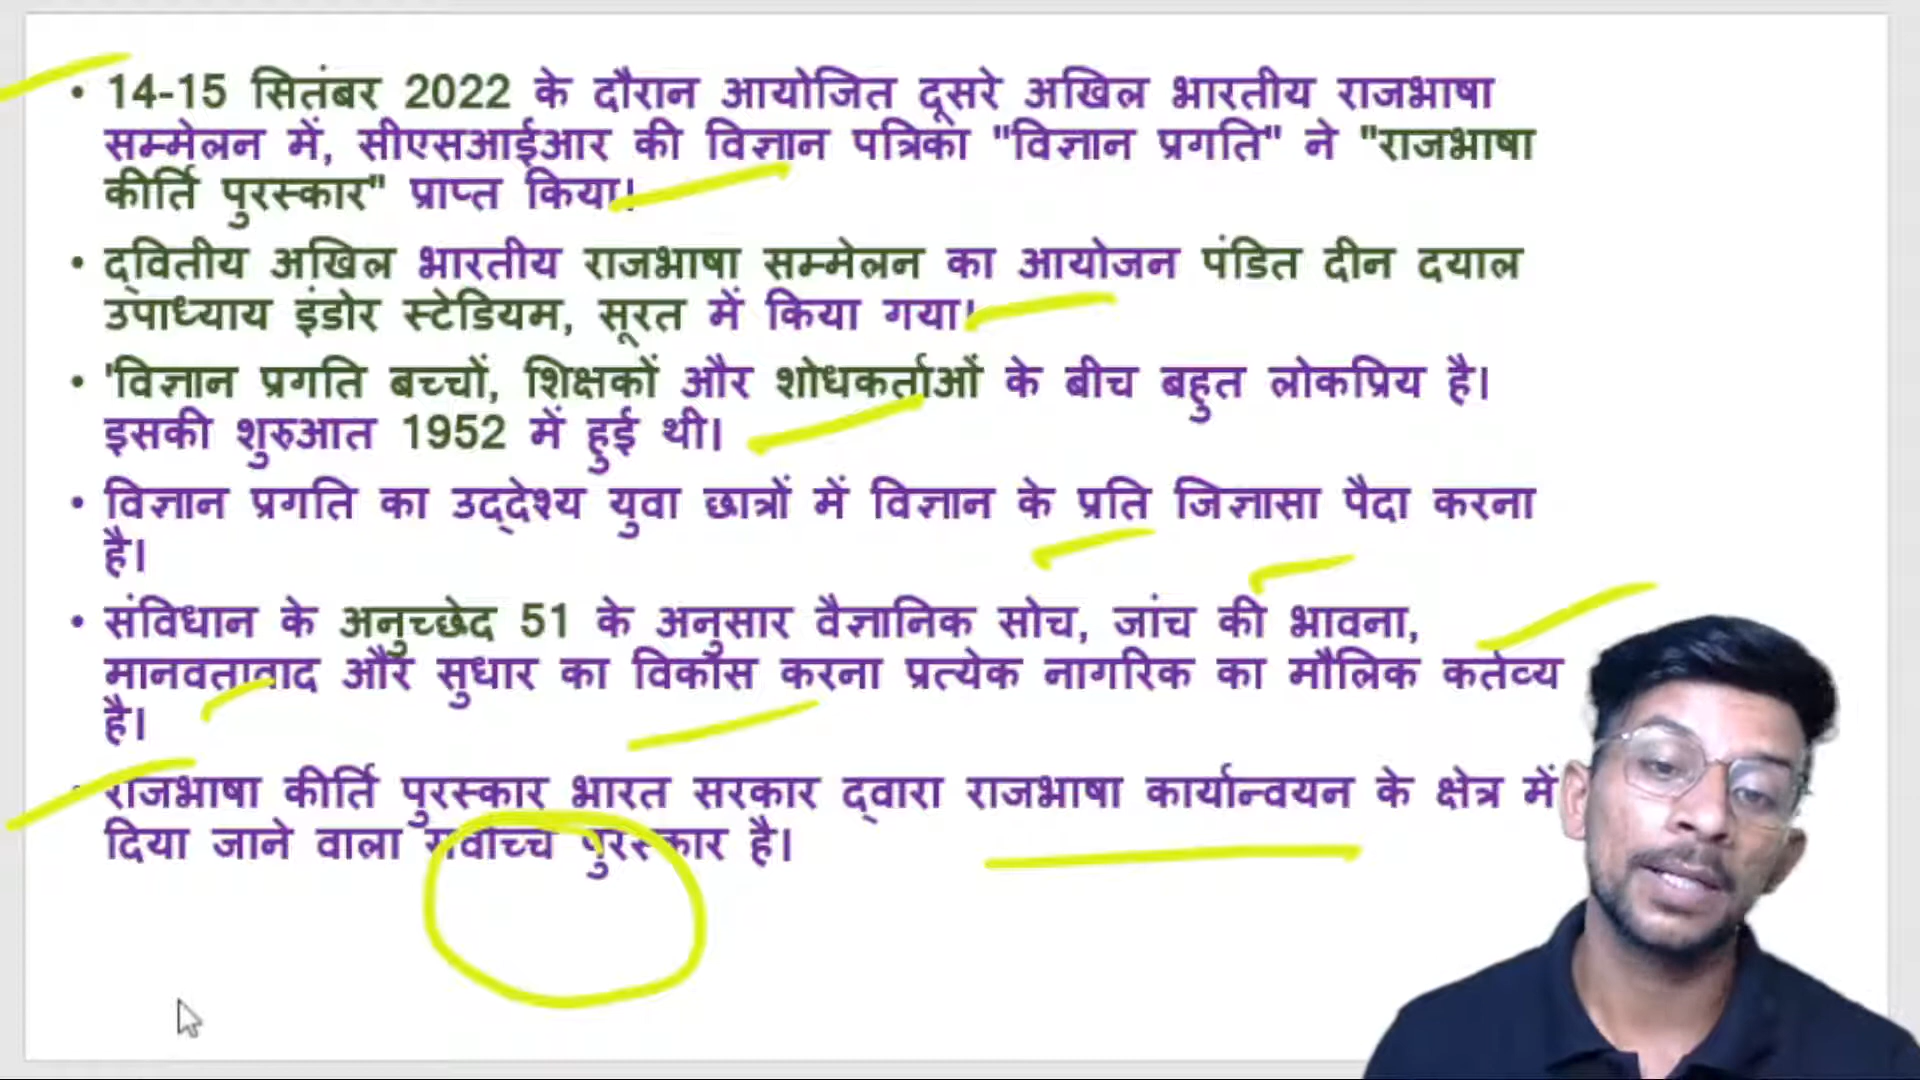 • 14-15 सितंबर 2022 के दौरान आयोजित दूसरे अखिल भारतीय राजभाषा
सम्मेलन में, सीएसआईआर की विज्ञान पत्रिका "विज्ञान प्रगति" ने "राजभाषा
कीर्ति पुरस्कार" प्राप्त किया।
• द्वितीय अखिल भारतीय राजभाषा सम्मेलन का आयोजन पंडित दीन दयाल
उपाध्याय इंडोर स्टेडियम, सूरत में किया गया।
• 'विज्ञान प्रगति बच्चों, शिक्षकों और शोधकर्ताओं के बीच बहुत लोकप्रिय है।
इसकी शुरुआत 1952 में हुई थी।
• विज्ञान प्रगति का उद्देश्य युवा छात्रों में विज्ञान के प्रति जिज्ञासा पैदा करना
है।
• संविधान के अनुच्छेद 51 के अनुसार वैज्ञानिक सोच, जांच की भावना,
मानवतावाद और सुधार का विकास करना प्रत्येक नागरिक का मौलिक कर्तव्य
है।
• राजभाषा कीर्ति पुरस्कार भारत सरकार द्वारा राजभाषा कार्यान्वयन के क्षेत्र में
दिया जाने वाला सर्वोच्च पुरस्कार है।